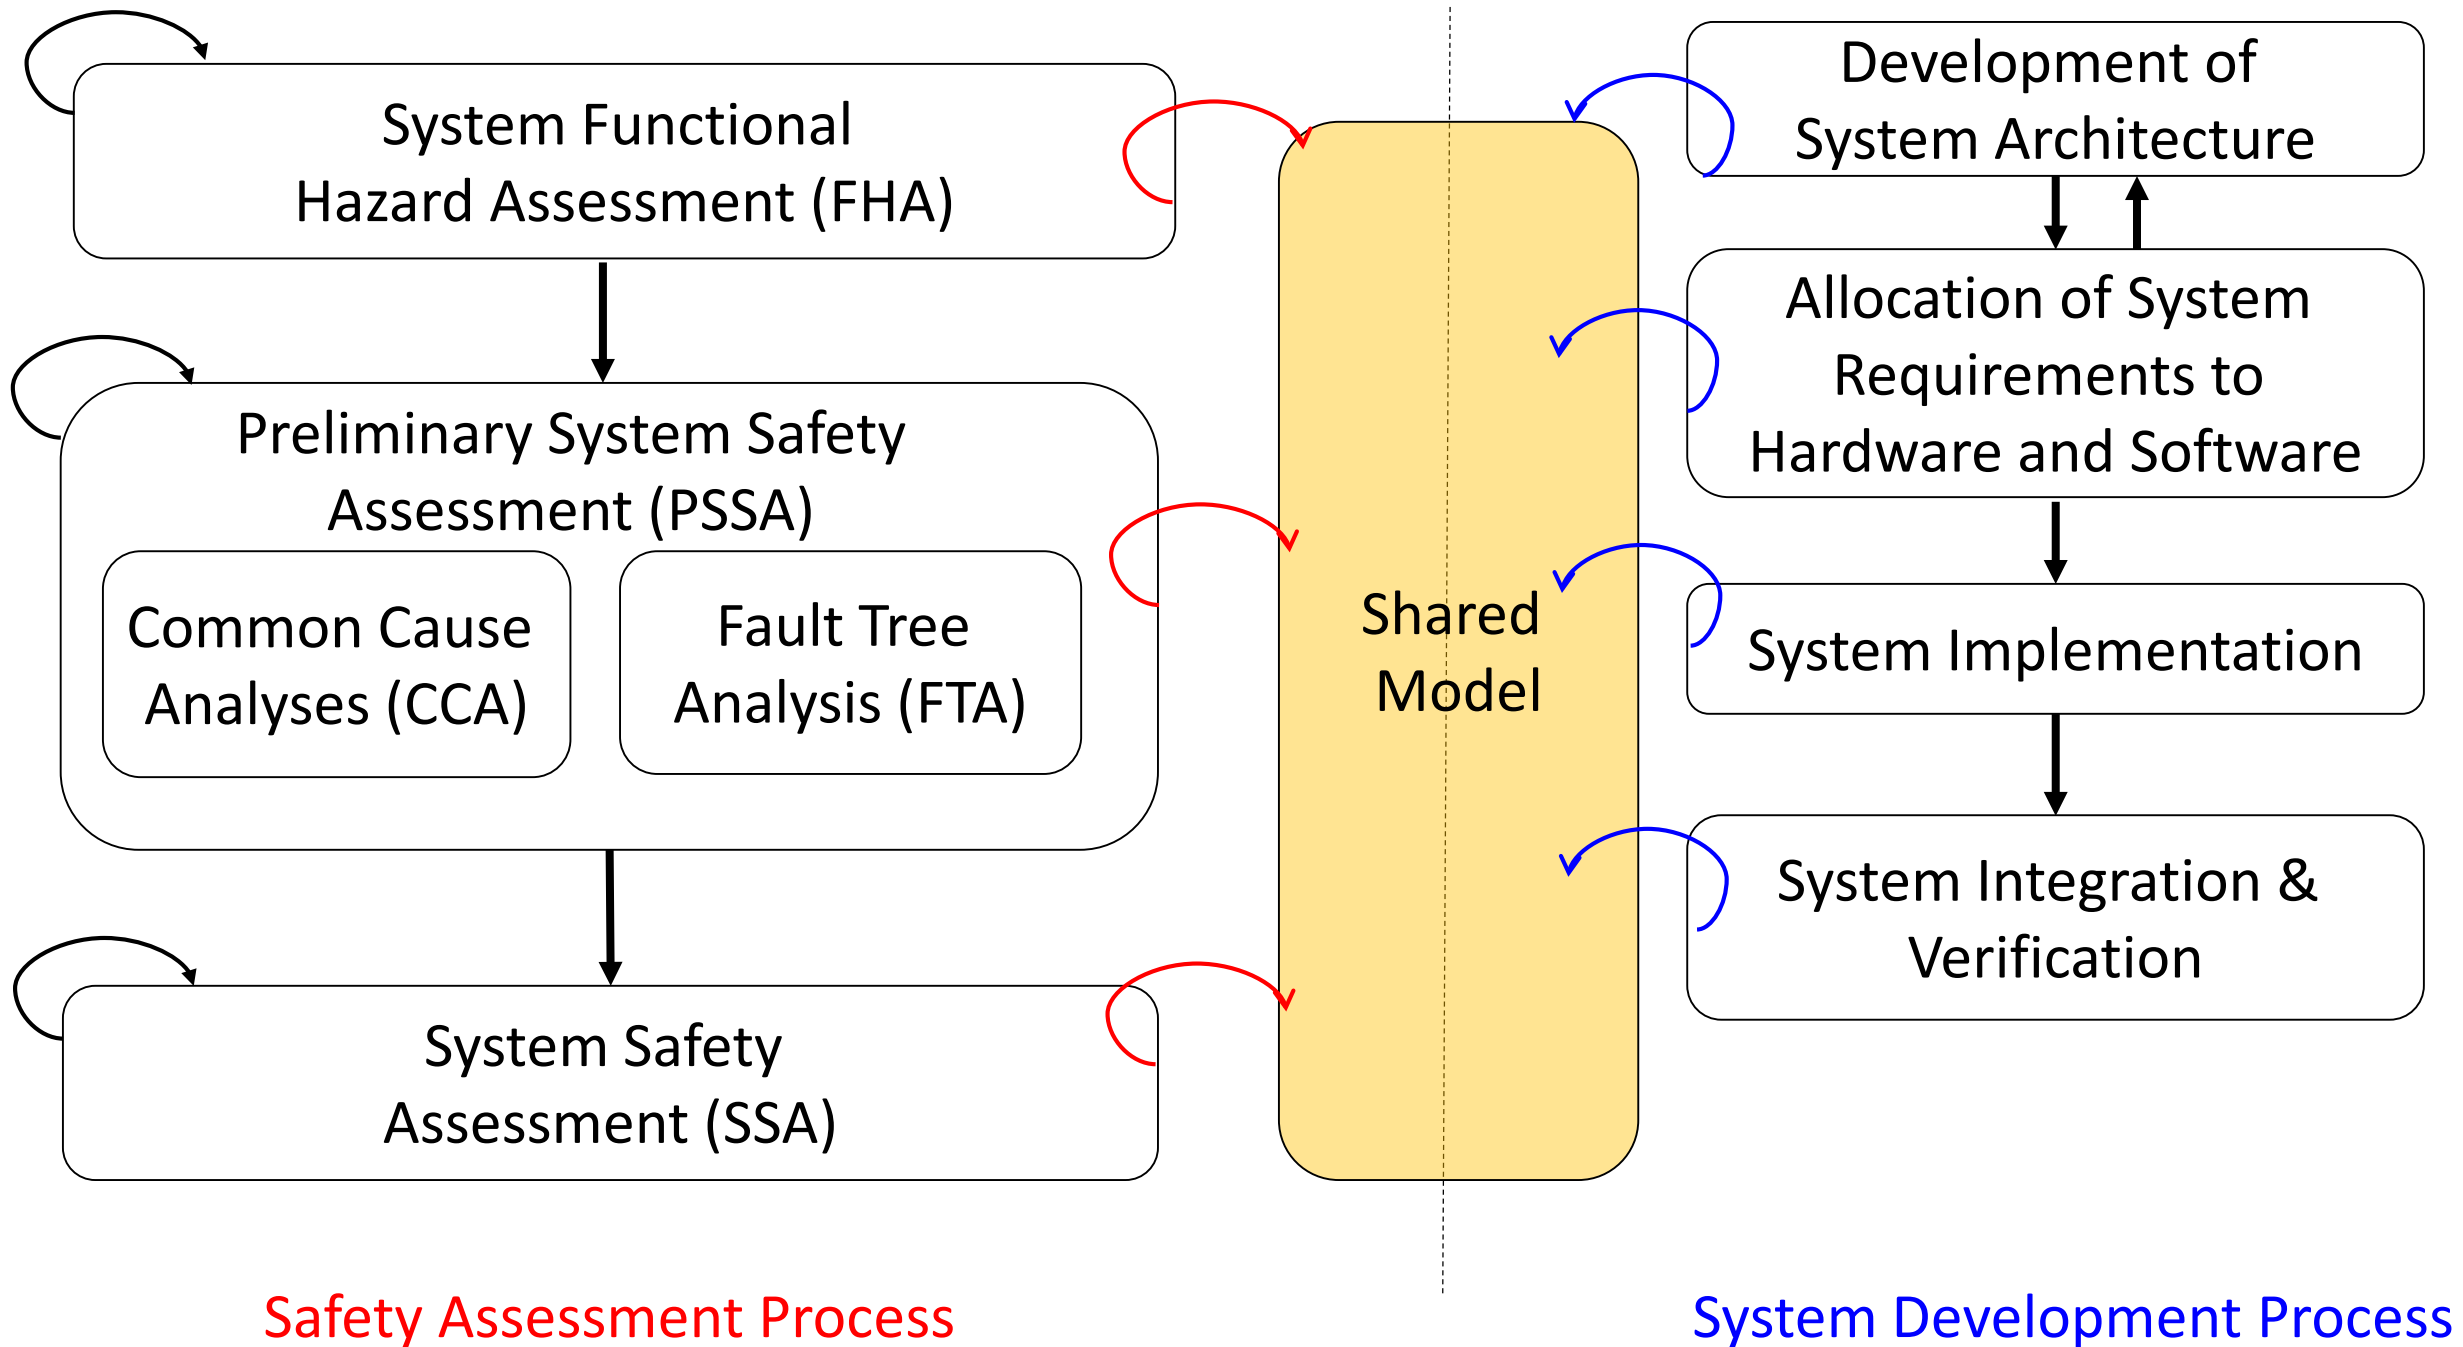 System Functional
Hazard Assessment (FHA)
Preliminary System Safety
Assessment (PSSA)
Common Cause
Analyses (CCA)
Fault Tree
Analysis (FTA)
System Safety
Assessment (SSA)
Safety Assessment Process
Shared
Model
Development of
System Architecture
Allocation of System
Requirements to
Hardware and Software
System Implementation
System Integration &
Verification
System Development Process